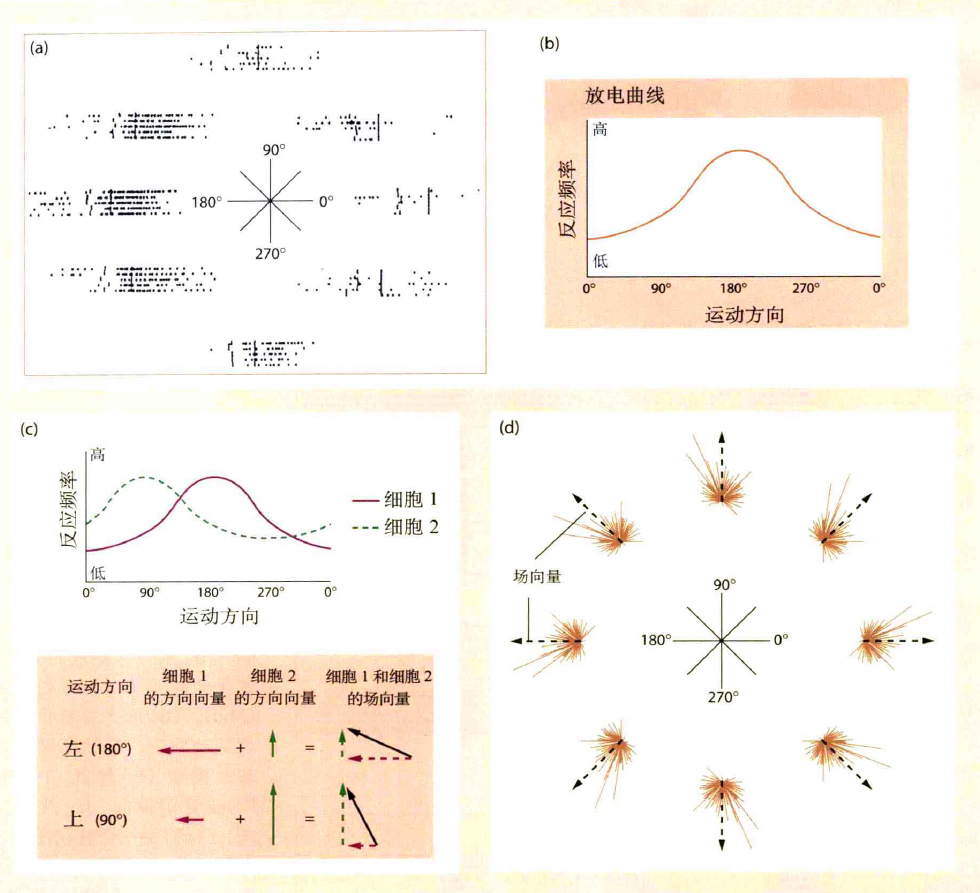 (a)
90°
180°
0°
270°
(b)
放电曲线
高
反应频率
低
0°
90°
180°
270°
0°
运动方向
(c)
高
反应频率
低
0°
90°
180°
270°
0°
运动方向
细胞 1
细胞 2
运动方向
细胞 1
的方向向量
细胞 2
的方向向量
细胞 1 和细胞 2
的场向量
左 (180°)
+
=
上 (90°)
+
=
(d)
场向量
90°
180°
0°
270°